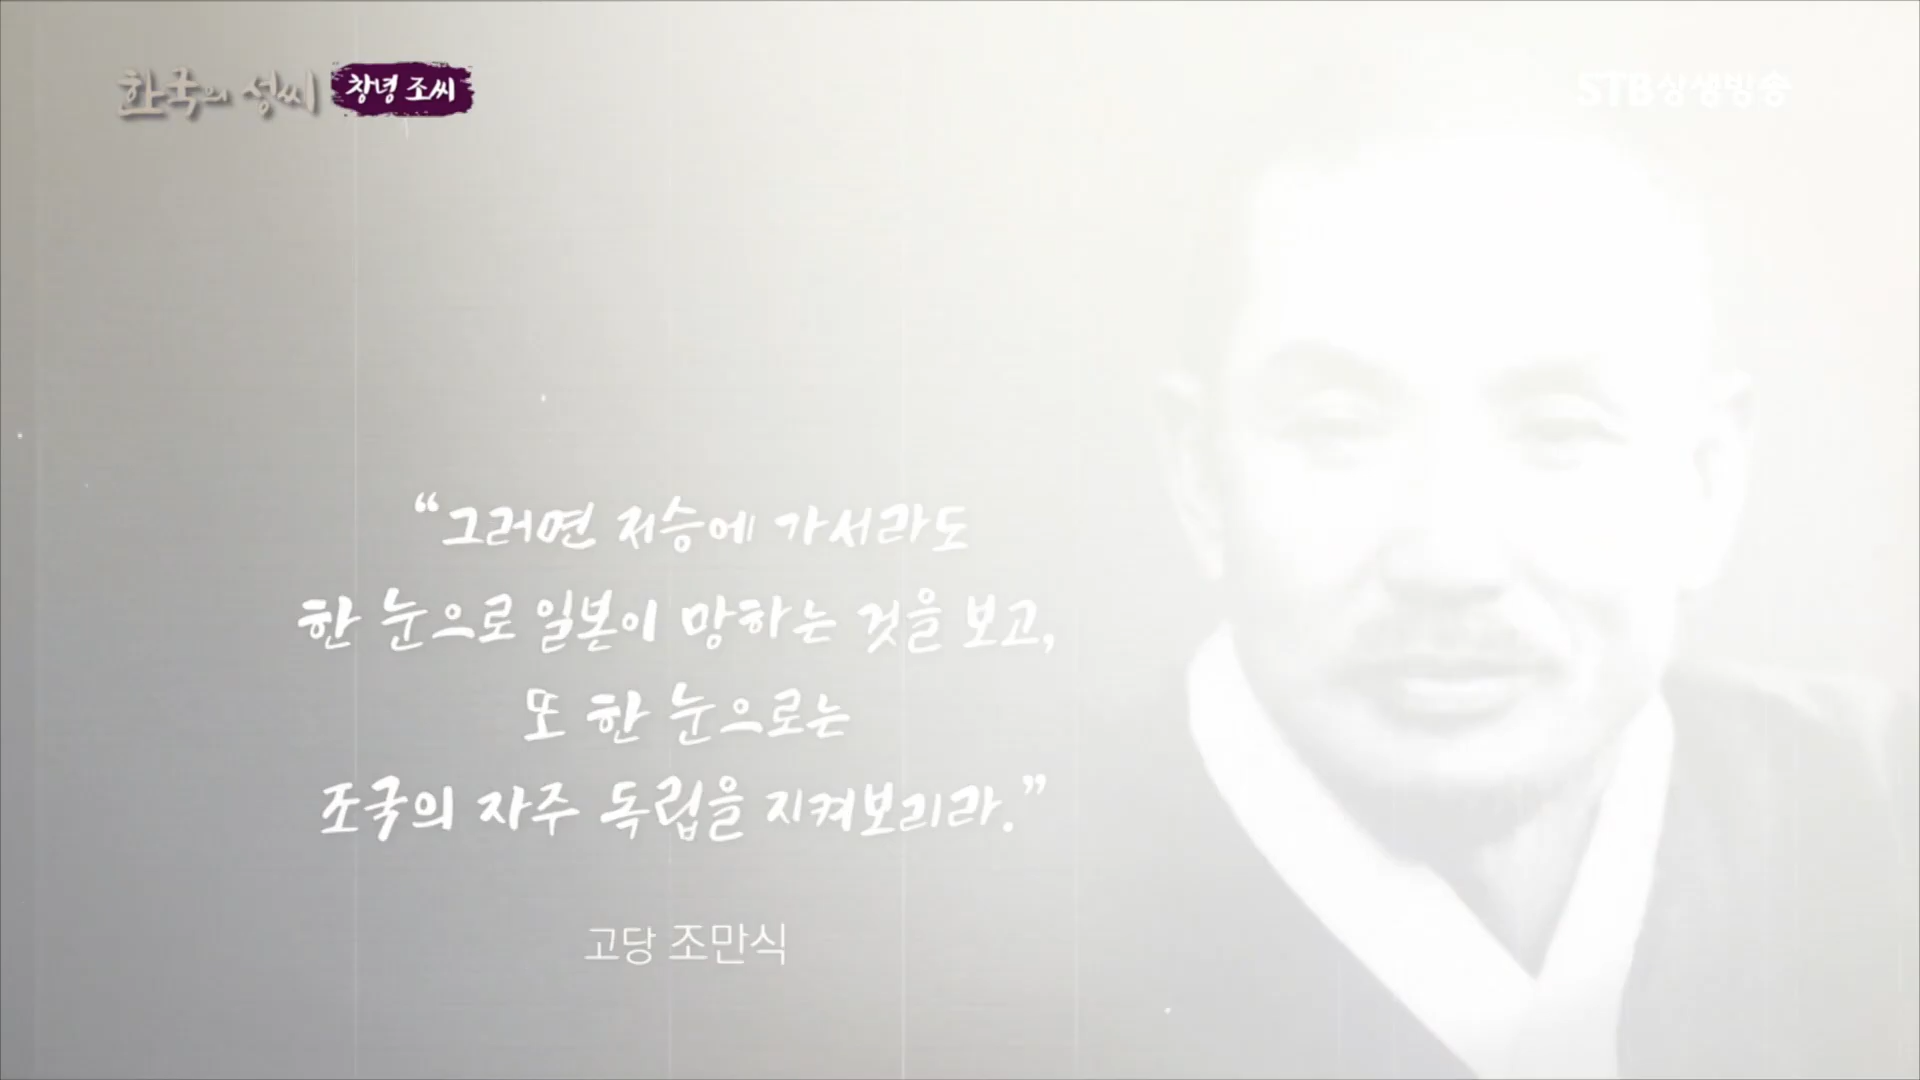 한국의 성씨 창녕 조씨
STB상생방송
“그러면 저승에 가서라도
한 눈으로 일본이 망하는 것을 보고,
또 한 눈으로는
조국의 자주 독립을 지켜보리라.”
고당 조만식